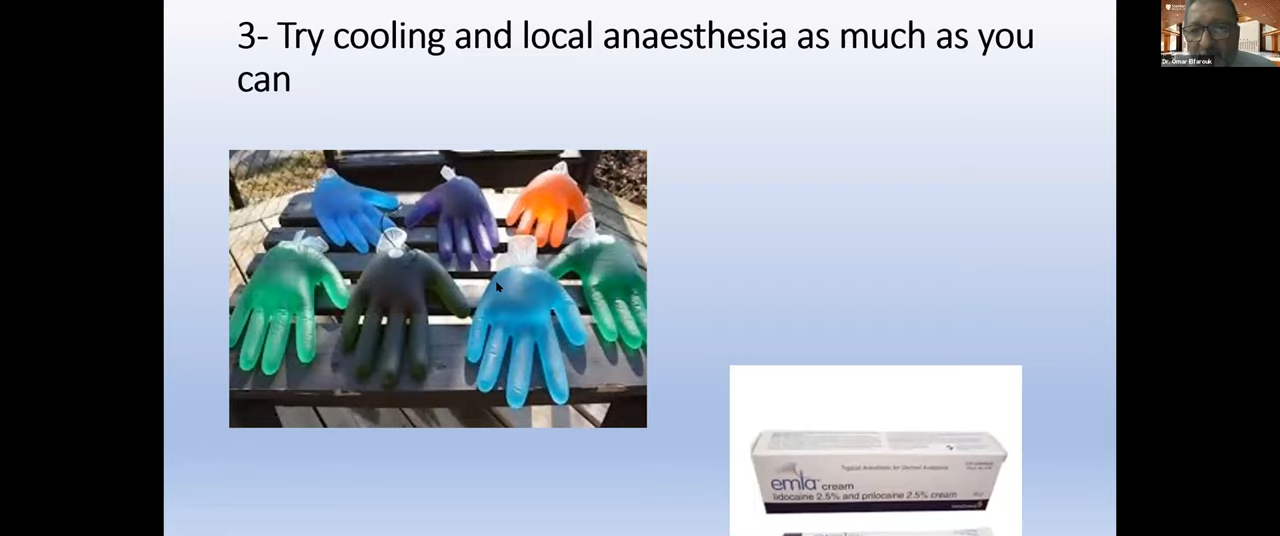 3- Try cooling and local anaesthesia as much as you
can
Dr. Omar Elfarouk
emla cream
lidocaine 2.5% and prilocaine 2.5% cream